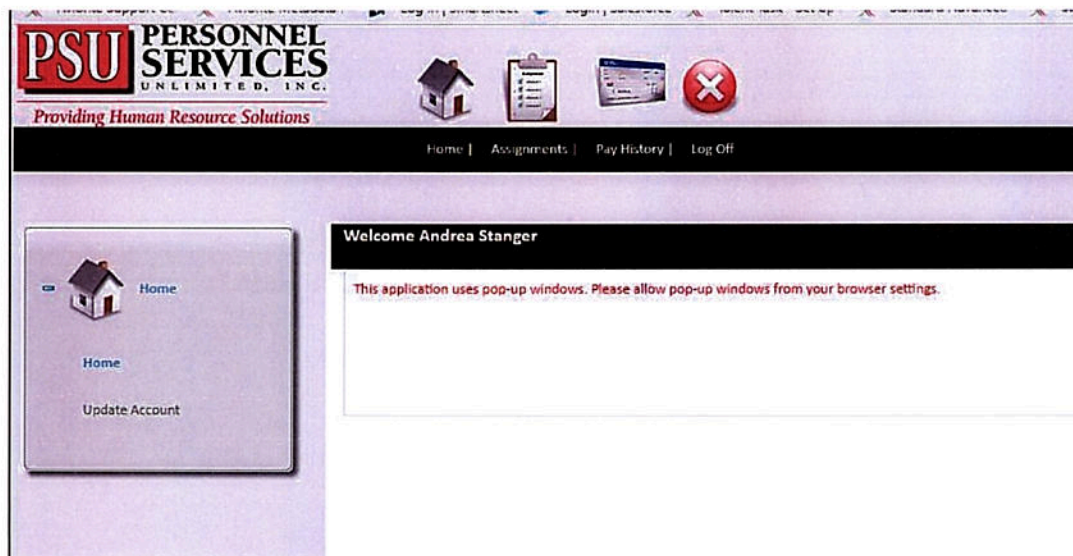 PSU PERSONNEL
SERVICES
UNLIMITED, INC.
Providing Human Resource Solutions
Home | Assignments | Pay History | Log Off
Welcome Andrea Stanger
This application uses pop-up windows. Please allow pop-up windows from your browser settings.
Home
Home
Update Account